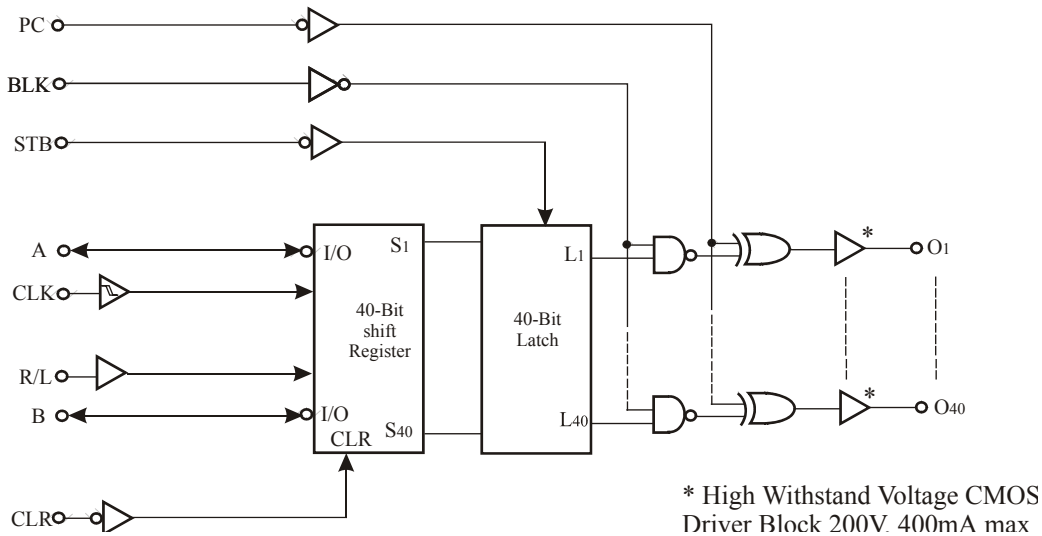 PC
BLK
STB
A
I/O
S1
L1
*
O1
CLK
40-Bit
shift
Register
40-Bit
Latch
R/L
*
B
I/O
S40
L40
O40
CLR
CLR
* High Withstand Voltage CMOS
Driver Block 200V, 400mA max